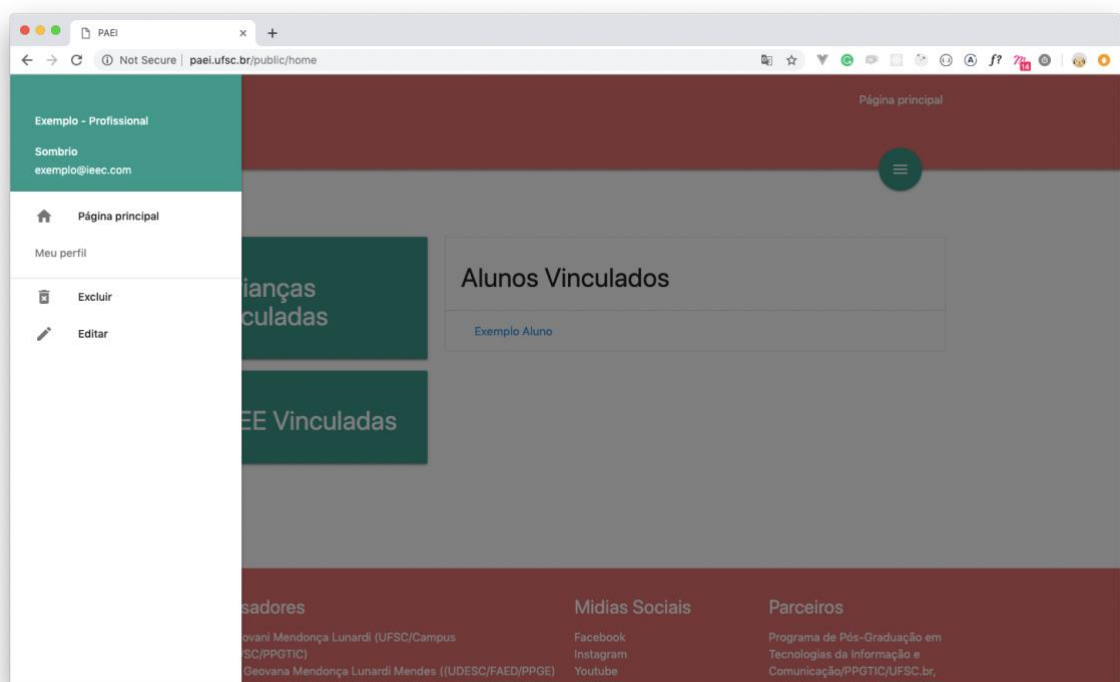 PAEI
Not Secure | paei.ufsc.br/public/home
f?
14
Exemplo - Profissional
Sombrio
exemplo@ieec.com
Página principal
Meu perfil
Excluir
Editar
Página principal
ianças
culadas
EE Vinculadas
Alunos Vinculados
Exemplo Aluno
sadores
ovani Mendonça Lunardi (UFSC/Campus
SC/PPGTIC)
Geovana Mendonça Lunardi Mendes ((UDESC/FAED/PPGE)
Midias Sociais
Facebook
Instagram
Youtube
Parceiros
Programa de Pós-Graduação em
Tecnologias da Informação e
Comunicação/PPGTIC/UFSC.br,